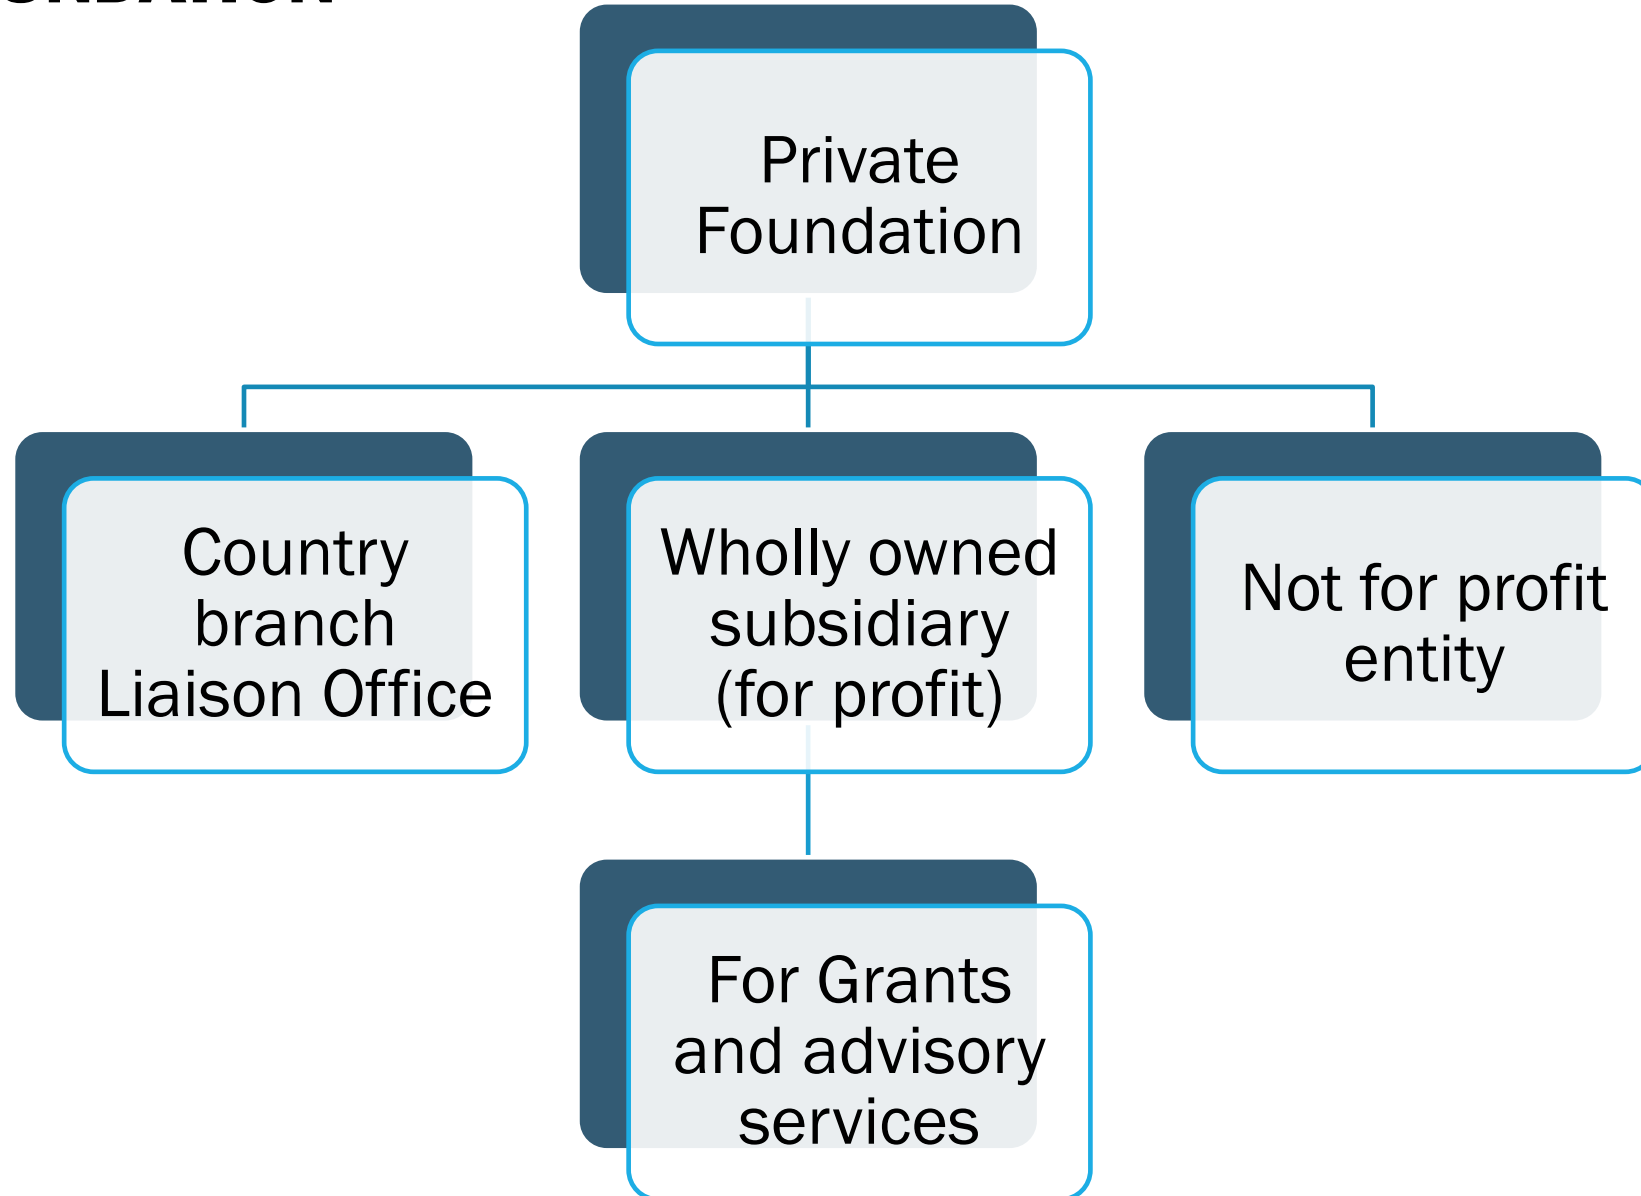 Private
Foundation
Country
branch
Liaison Office
Wholly owned
subsidiary
(for profit)
Not for profit
entity
For Grants
and advisory
services